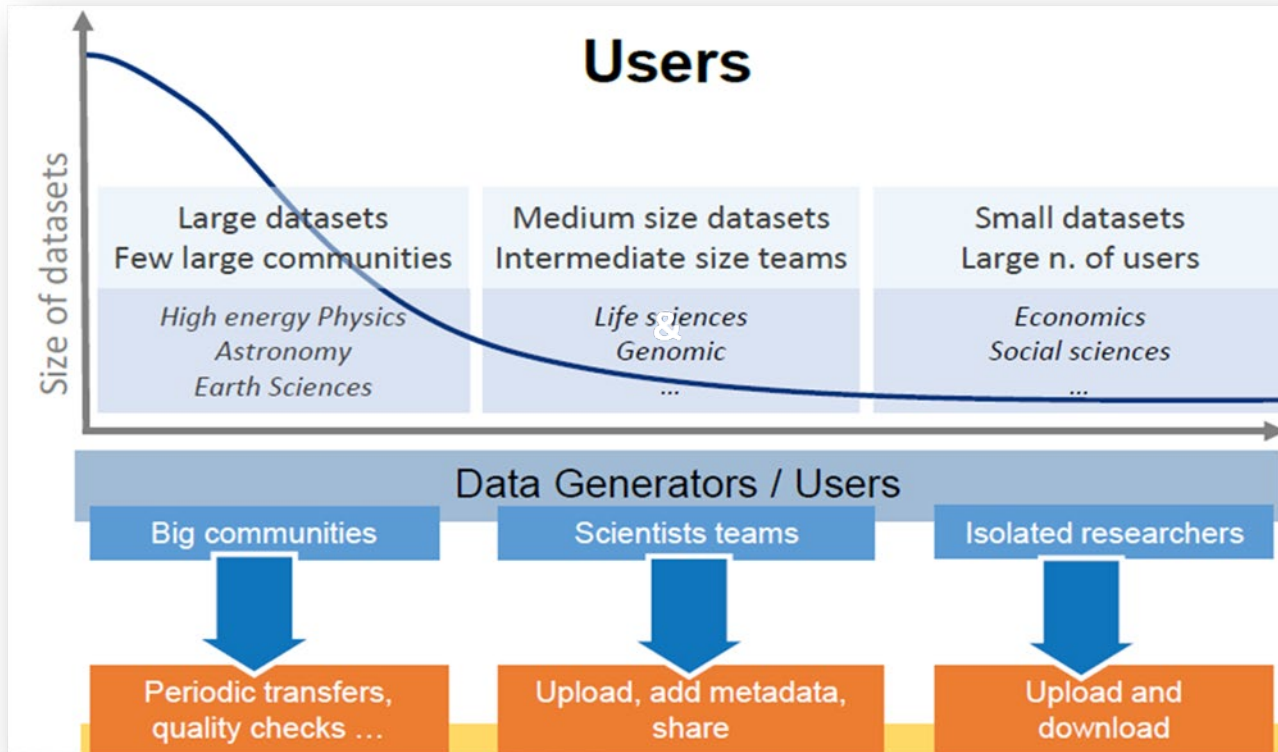 Users
Size of datasets
Large datasets
Few large communities
High energy Physics
Astronomy
Earth Sciences
Medium size datasets
Intermediate size teams
Life sciences
&
Genomic
...
Small datasets
Large n. of users
Economics
Social sciences
...
Data Generators / Users
Big communities
Scientists teams
Isolated researchers
Periodic transfers,
quality checks ...
Upload, add metadata,
share
Upload and
download